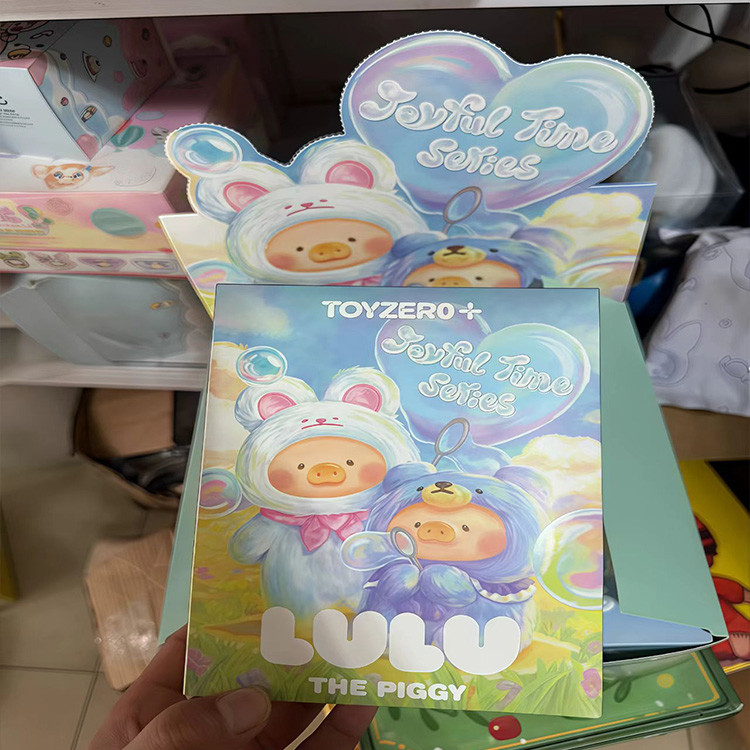 Joyful Time
Series
TOYZERO+
Joyful Time
Series
LULU
THE PIGGY